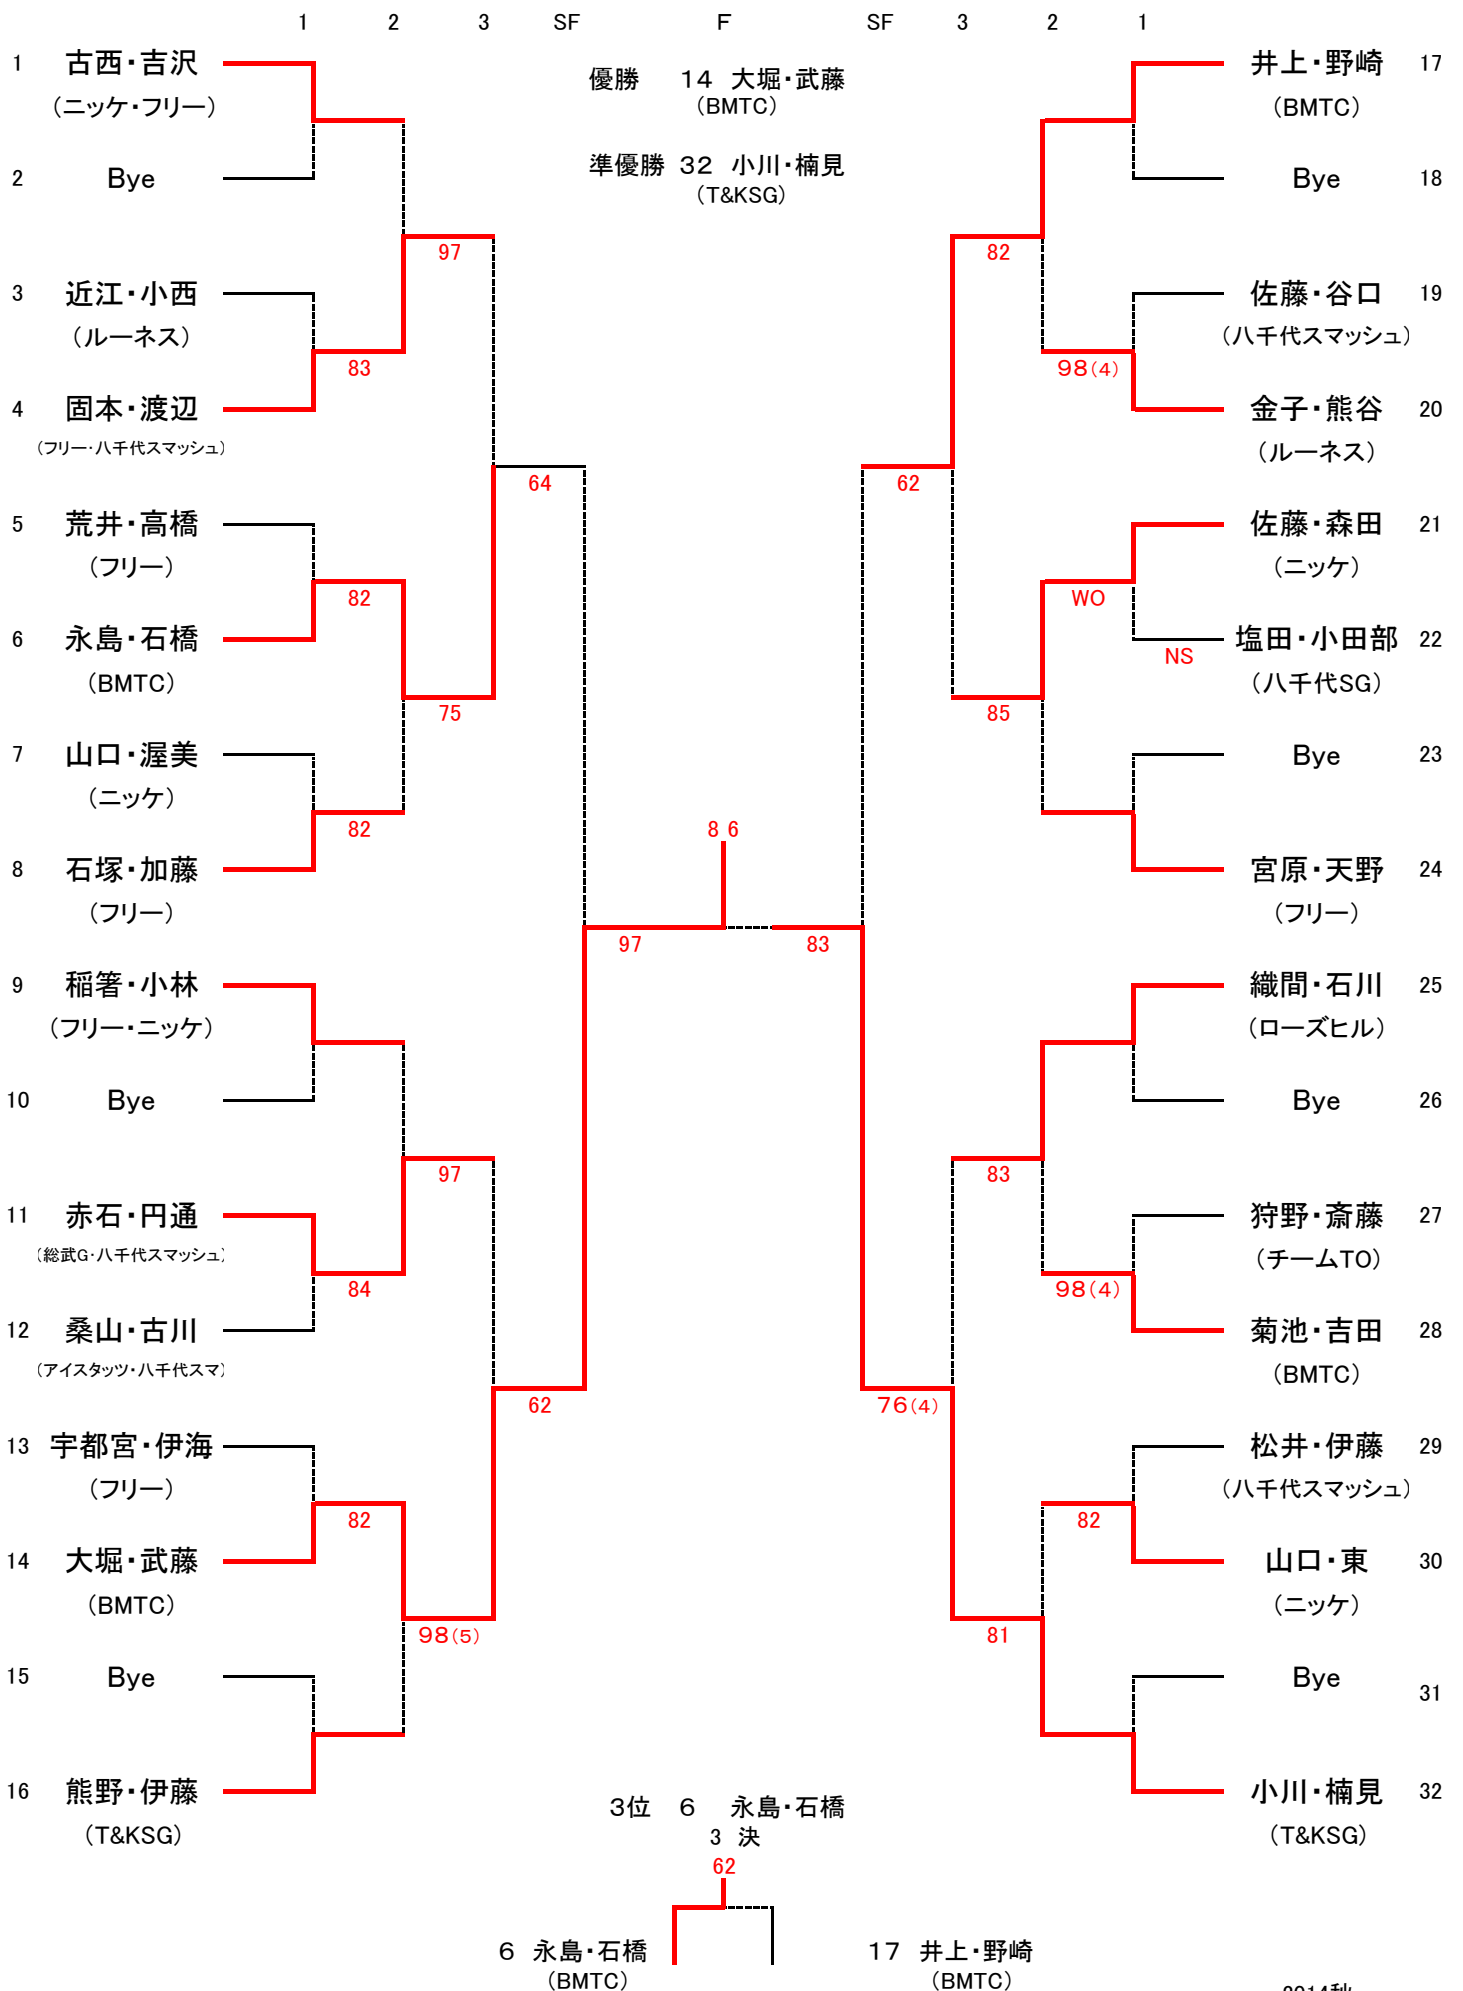 1 2 3 SF F SF 3 2 1
優勝 14 大堀・武藤
(BMTC)
準優勝 32 小川・楠見
(T&KSG)
1 古西・吉沢
(ニッケ・フリー)
2 Bye
97
3 近江・小西
(ルーネス)
83
4 固本・渡辺
(フリー・八千代スマッシュ)
64
5 荒井・高橋
(フリー)
82
6 永島・石橋
(BMTC)
75
7 山口・渥美
(ニッケ)
82
8 石塚・加藤
(フリー)
97
9 稲箸・小林
(フリー・ニッケ)
10 Bye
97
11 赤石・円通
(総武G・八千代スマッシュ)
84
12 桑山・古川
(アイスタッツ・八千代スマ)
62
13 宇都宮・伊海
(フリー)
82
14 大堀・武藤
(BMTC)
98(5)
15 Bye
16 熊野・伊藤
(T&KSG)
8 6
井上・野崎 17
(BMTC)
Bye 18
82
佐藤・谷口 19
(八千代スマッシュ)
98(4)
金子・熊谷 20
(ルーネス)
62
佐藤・森田 21
(ニッケ)
WO
塩田・小田部 22
NS
(八千代SG)
85
Bye 23
宮原・天野 24
(フリー)
83
織間・石川 25
(ローズヒル)
Bye 26
83
狩野・斎藤 27
(チームTO)
98(4)
菊池・吉田 28
(BMTC)
76(4)
松井・伊藤 29
(八千代スマッシュ)
82
山口・東 30
(ニッケ)
81
Bye 31
小川・楠見 32
(T&KSG)
3位 6 永島・石橋
3 決
62
6 永島・石橋
(BMTC)
17 井上・野崎
(BMTC)
2014秋